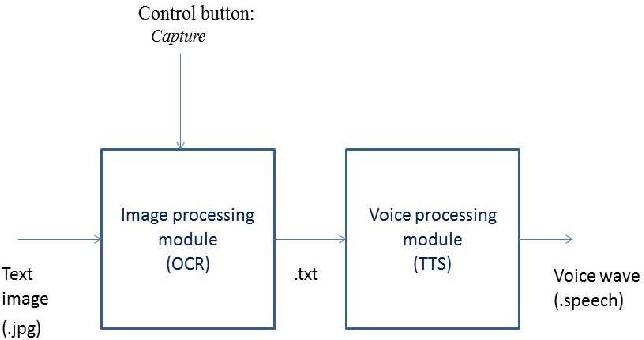 Control button:
Capture
Image processing
module
(OCR)
Voice processing
module
(TTS)
Text
image
(.jpg)
.txt
Voice wave
(.speech)